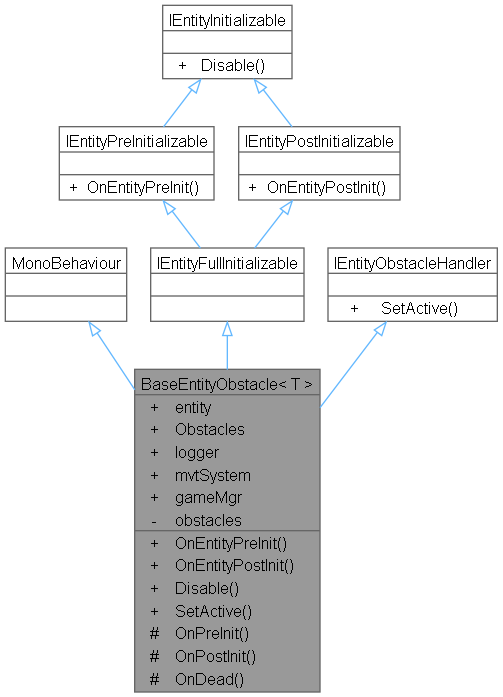 IEntityInitializable
+ Disable()
IEntityPreInitializable
+ OnEntityPreInit()
IEntityPostInitializable
+ OnEntityPostInit()
MonoBehaviour
IEntityFullInitializable
IEntityObstacleHandler
+ SetActive()
BaseEntityObstacle< T >
+ entity
+ Obstacles
+ logger
+ mvtSystem
+ gameMgr
- obstacles
+ OnEntityPreInit()
+ OnEntityPostInit()
+ Disable()
+ SetActive()
# OnPreInit()
# OnPostInit()
# OnDead()